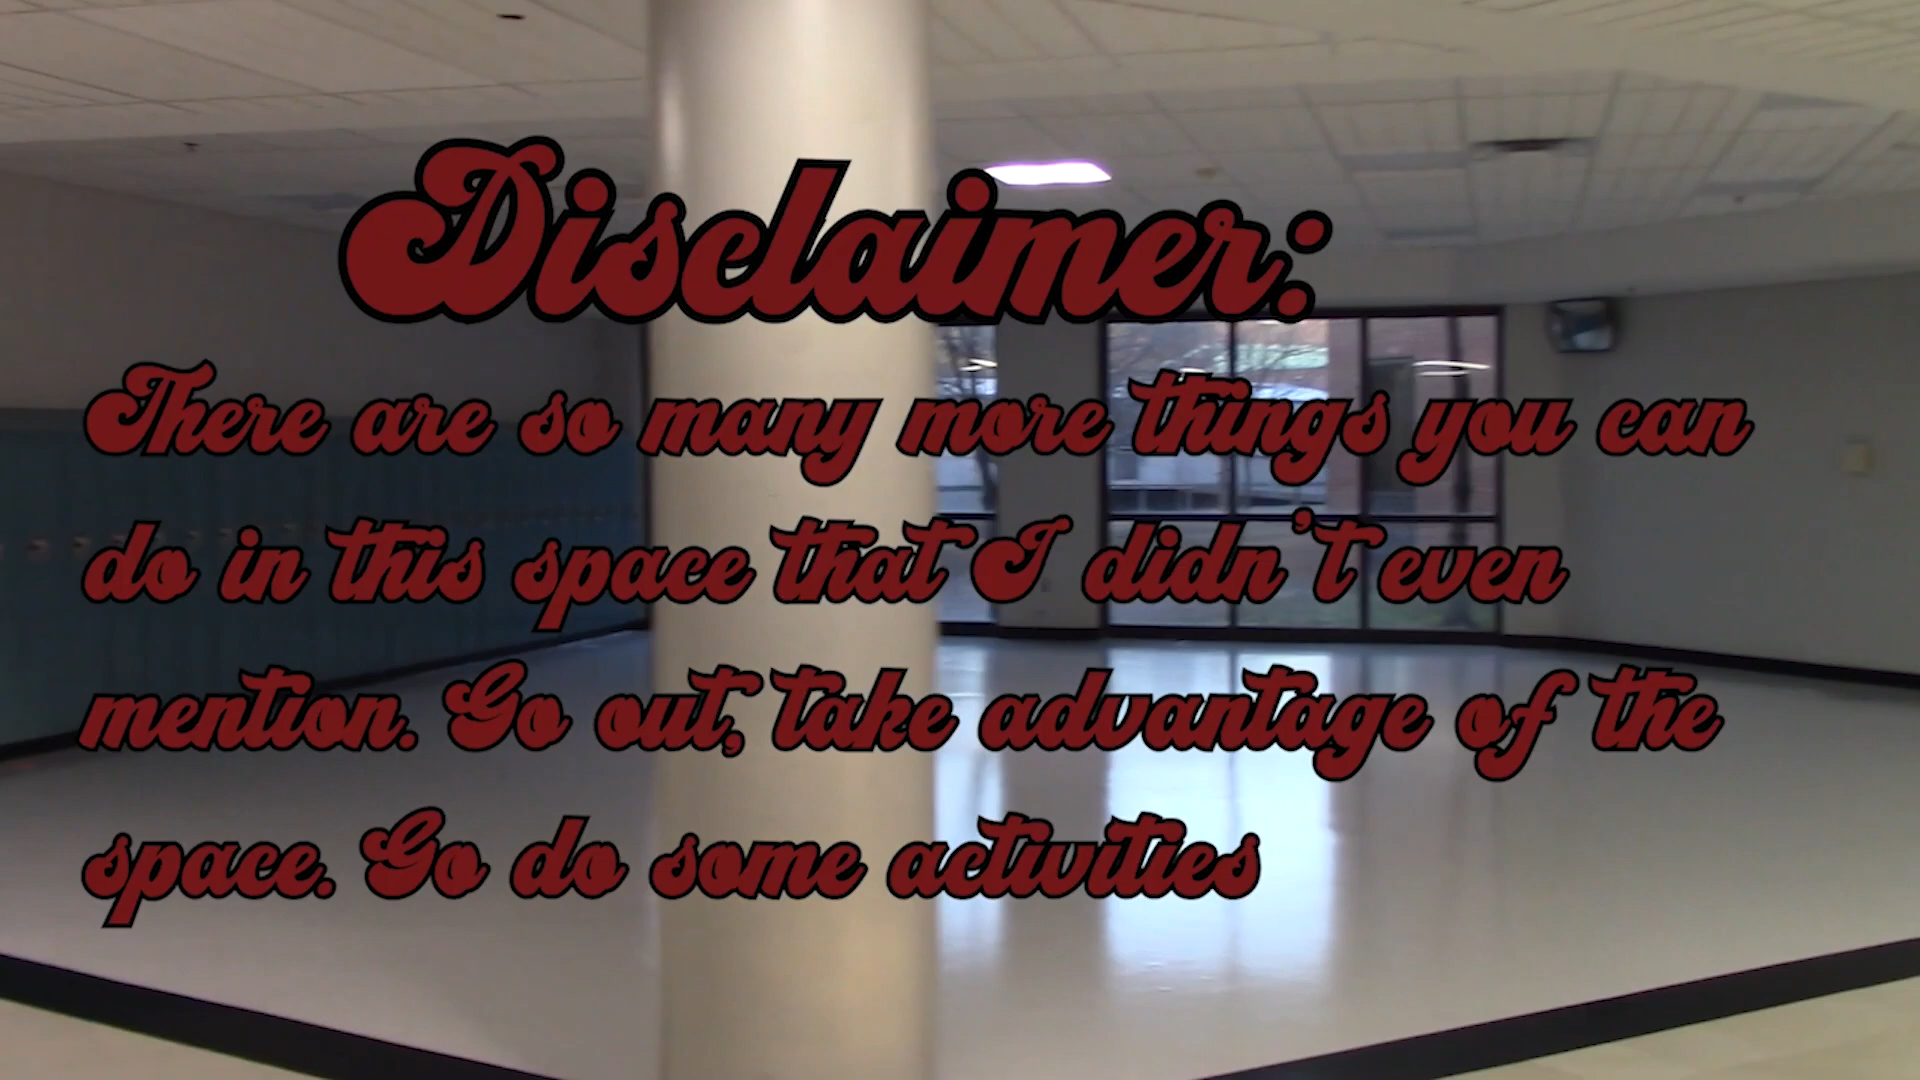 Disclaimer:
There are so many more things you can
do in this space that I didn't even
mention. Go out, take advantage of the
space. Go do some activities